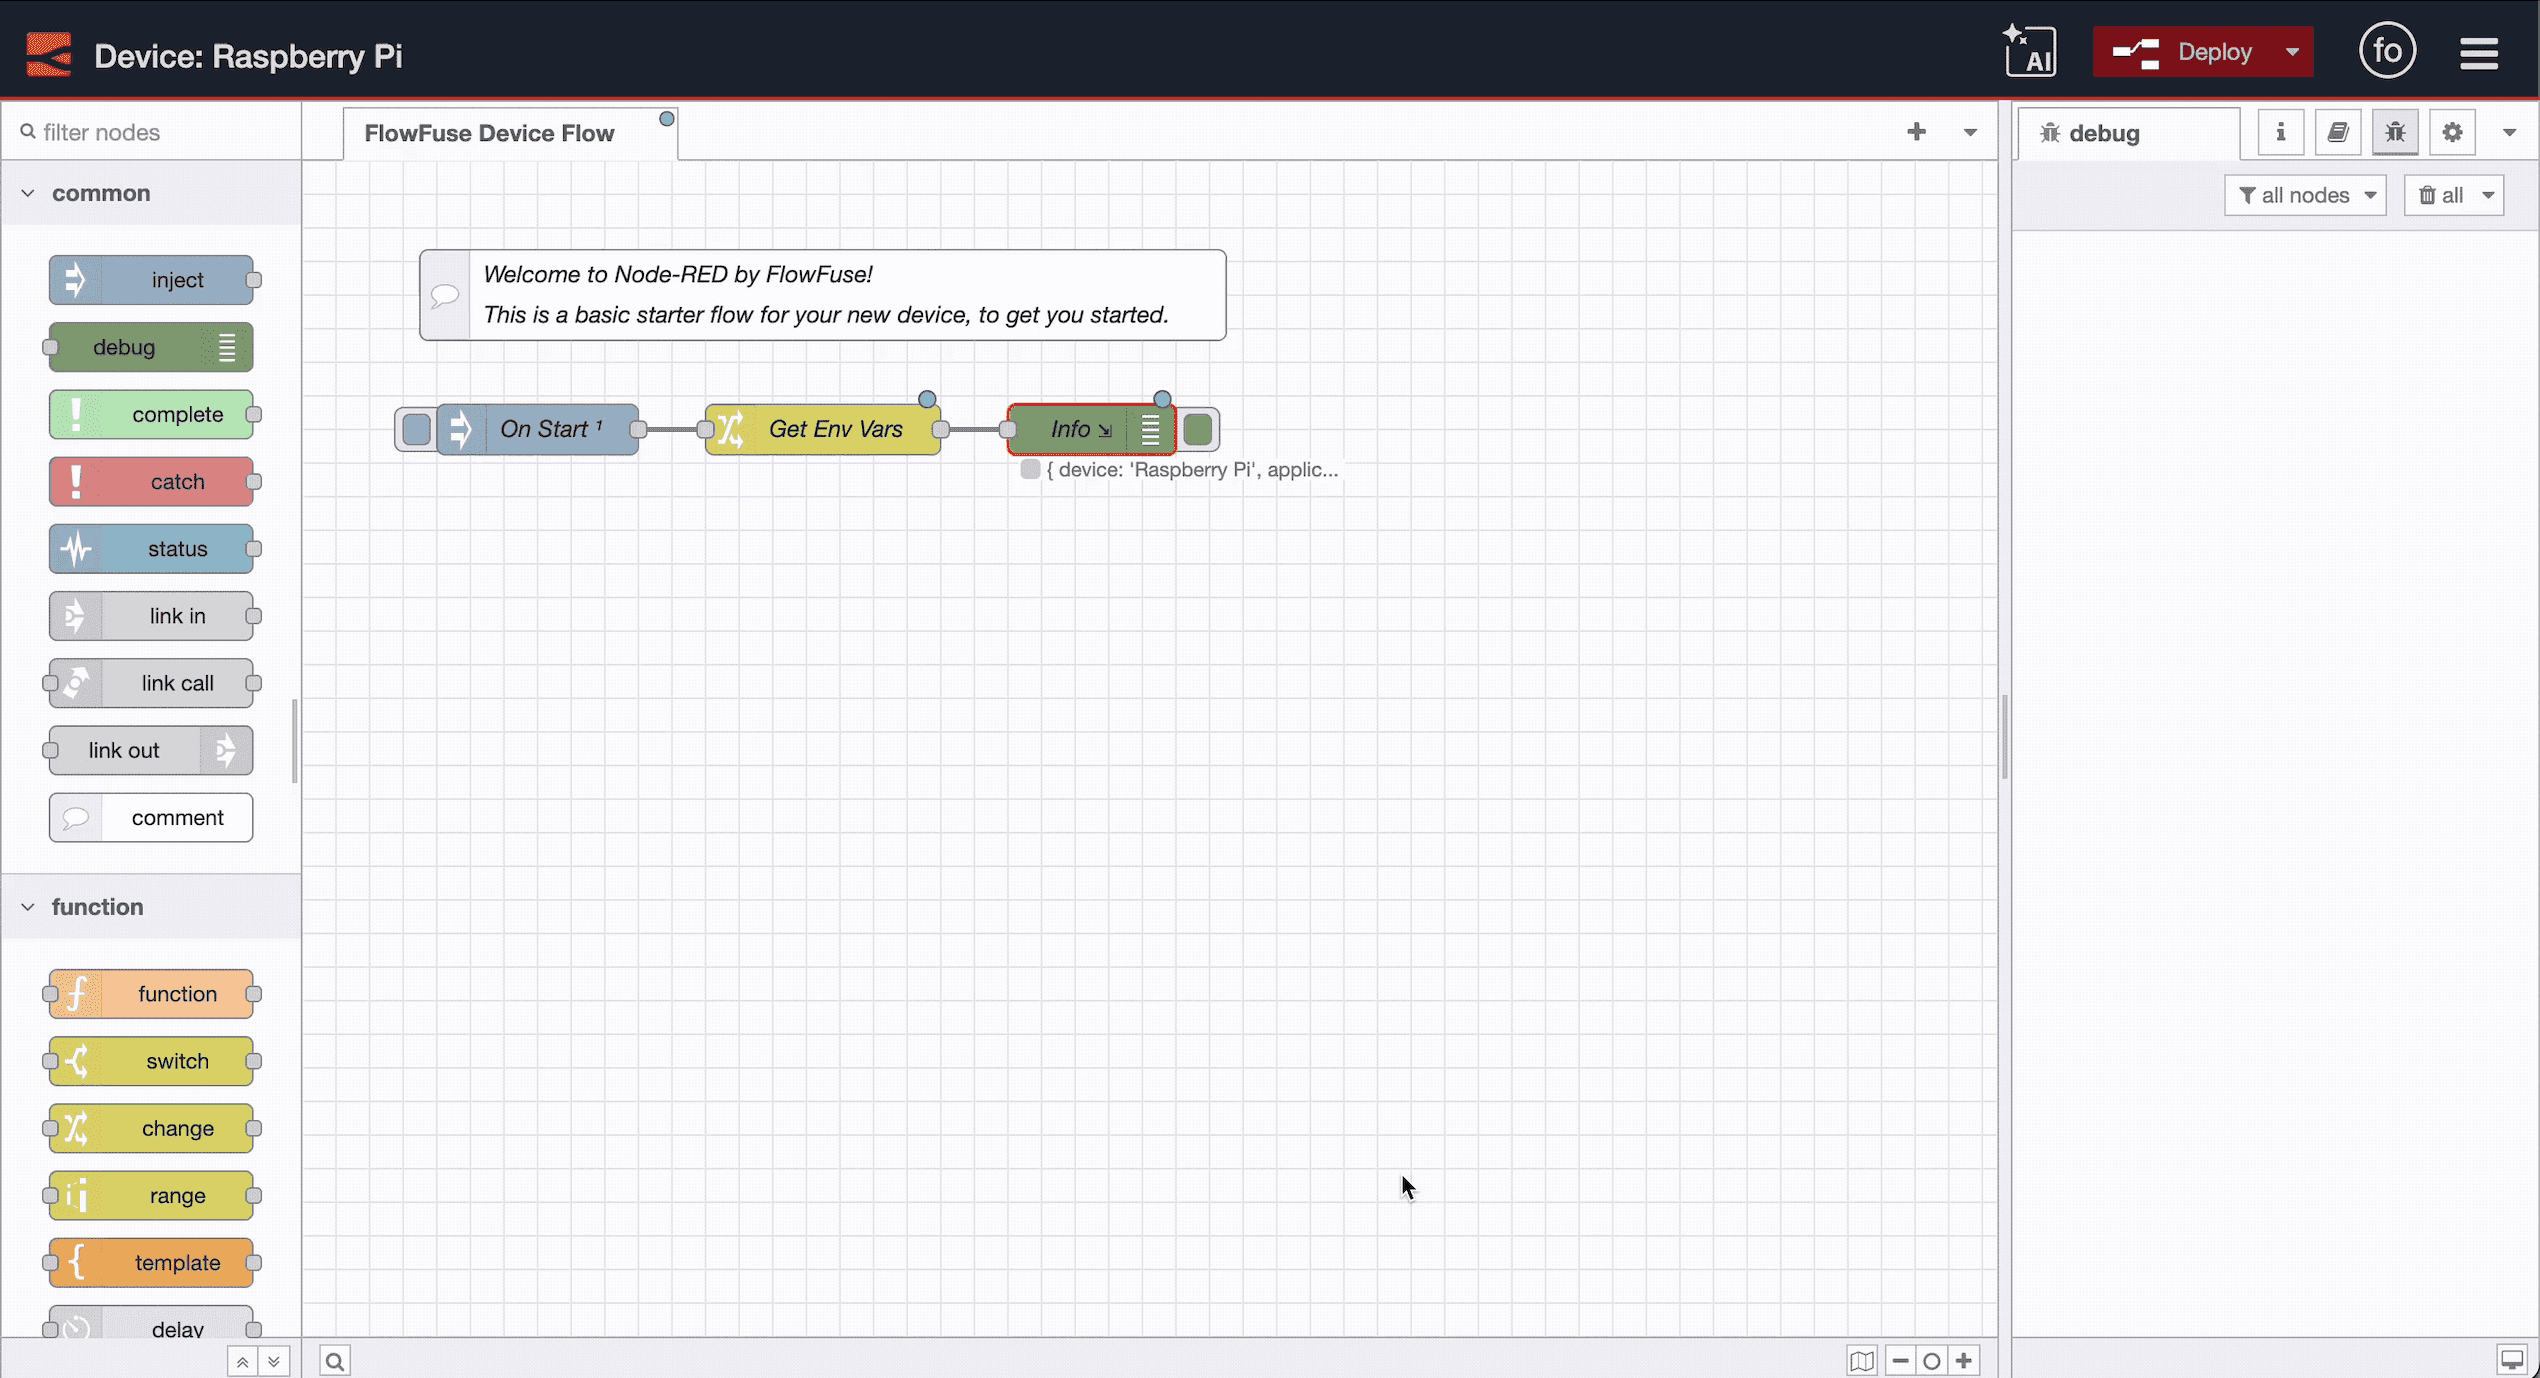 Device: Raspberry Pi
AI
Deploy
fo
filter nodes
FlowFuse Device Flow
debug
i
all nodes
all
common
inject
debug
complete
catch
status
link in
link call
link out
comment
function
function
switch
change
range
template
delay
Welcome to Node-RED by FlowFuse!
This is a basic starter flow for your new device, to get you started.
On Start ¹
Get Env Vars
Info ⇲
{ device: 'Raspberry Pi', applic...